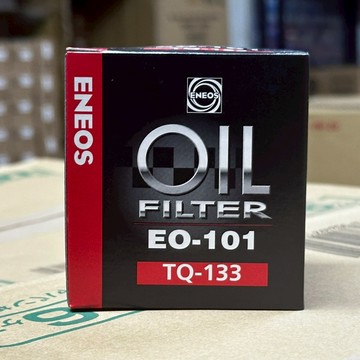 ENEOS
ENEOS
OIL
FILTER
EO-101
TQ-133